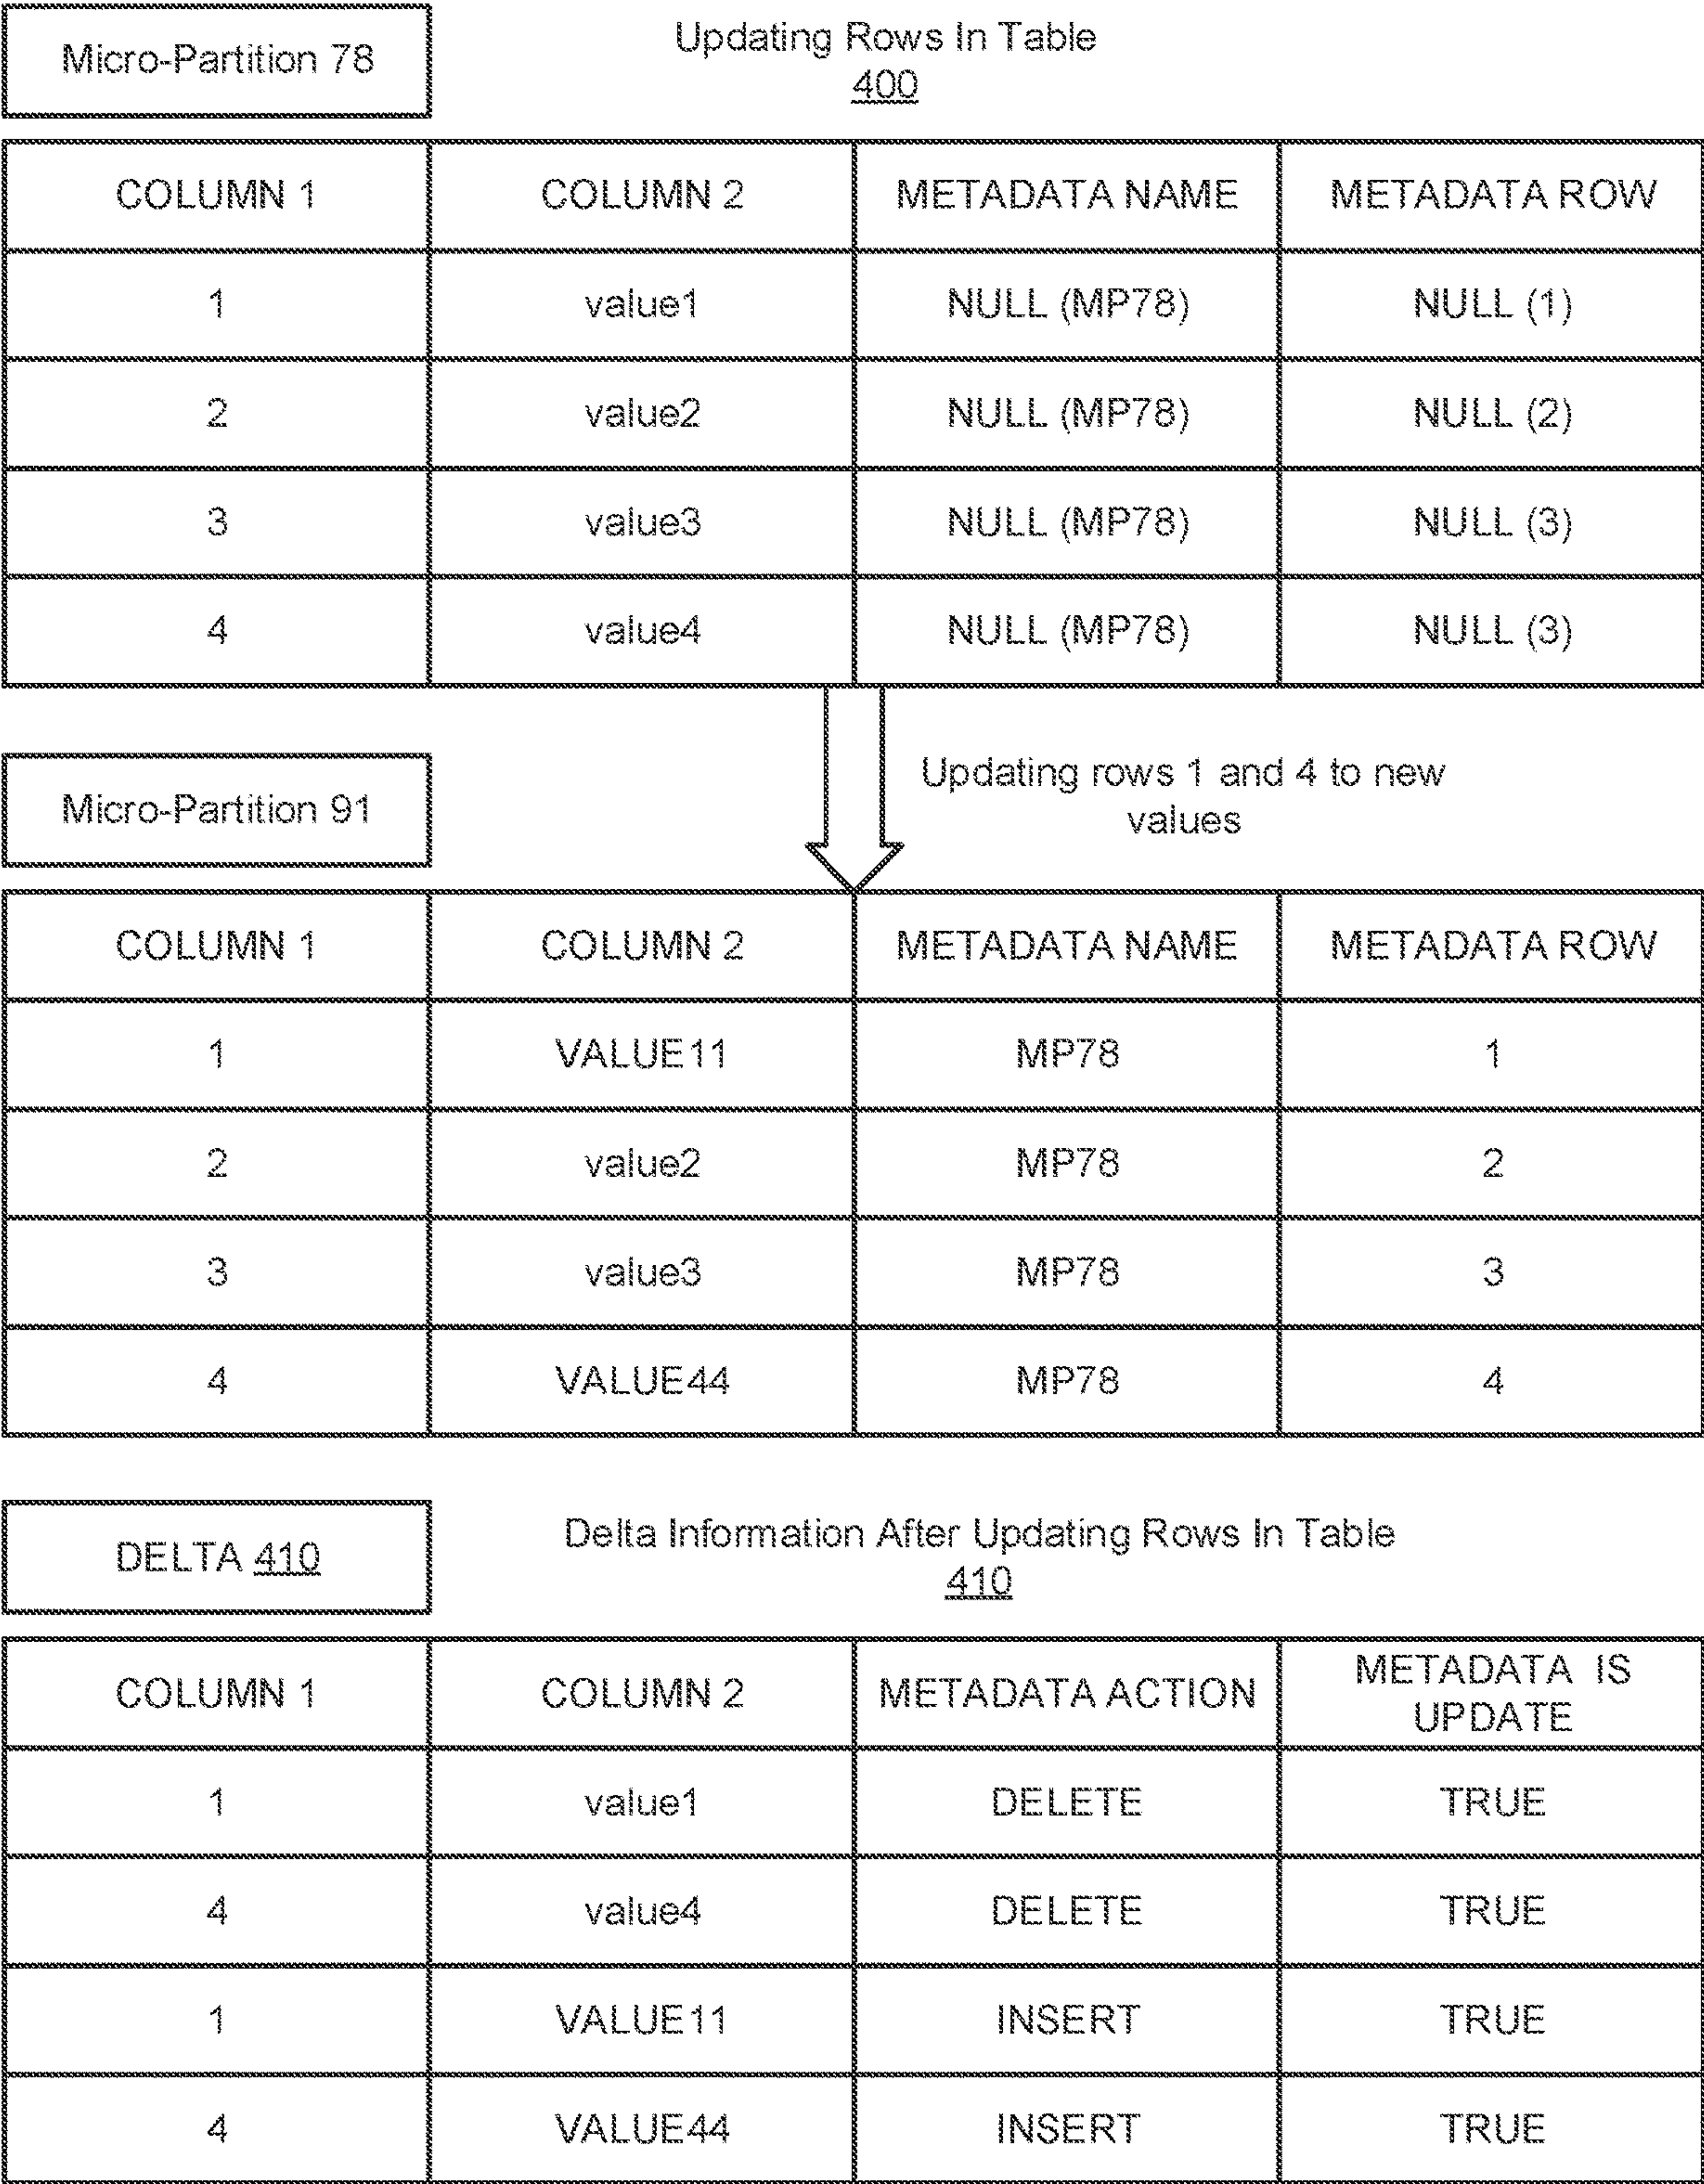 Micro-Partition 78
Updating Rows In Table
400
COLUMN 1 COLUMN 2 METADATA NAME METADATA ROW
1 value1 NULL (MP78) NULL (1)
2 value2 NULL (MP78) NULL (2)
3 value3 NULL (MP78) NULL (3)
4 value4 NULL (MP78) NULL (3)
Updating rows 1 and 4 to new
values
Micro-Partition 91
COLUMN 1 COLUMN 2 METADATA NAME METADATA ROW
1 VALUE11 MP78 1
2 value2 MP78 2
3 value3 MP78 3
4 VALUE44 MP78 4
DELTA 410
Delta Information After Updating Rows In Table
410
COLUMN 1 COLUMN 2 METADATA ACTION METADATA IS
UPDATE
1 value1 DELETE TRUE
4 value4 DELETE TRUE
1 VALUE11 INSERT TRUE
4 VALUE44 INSERT TRUE